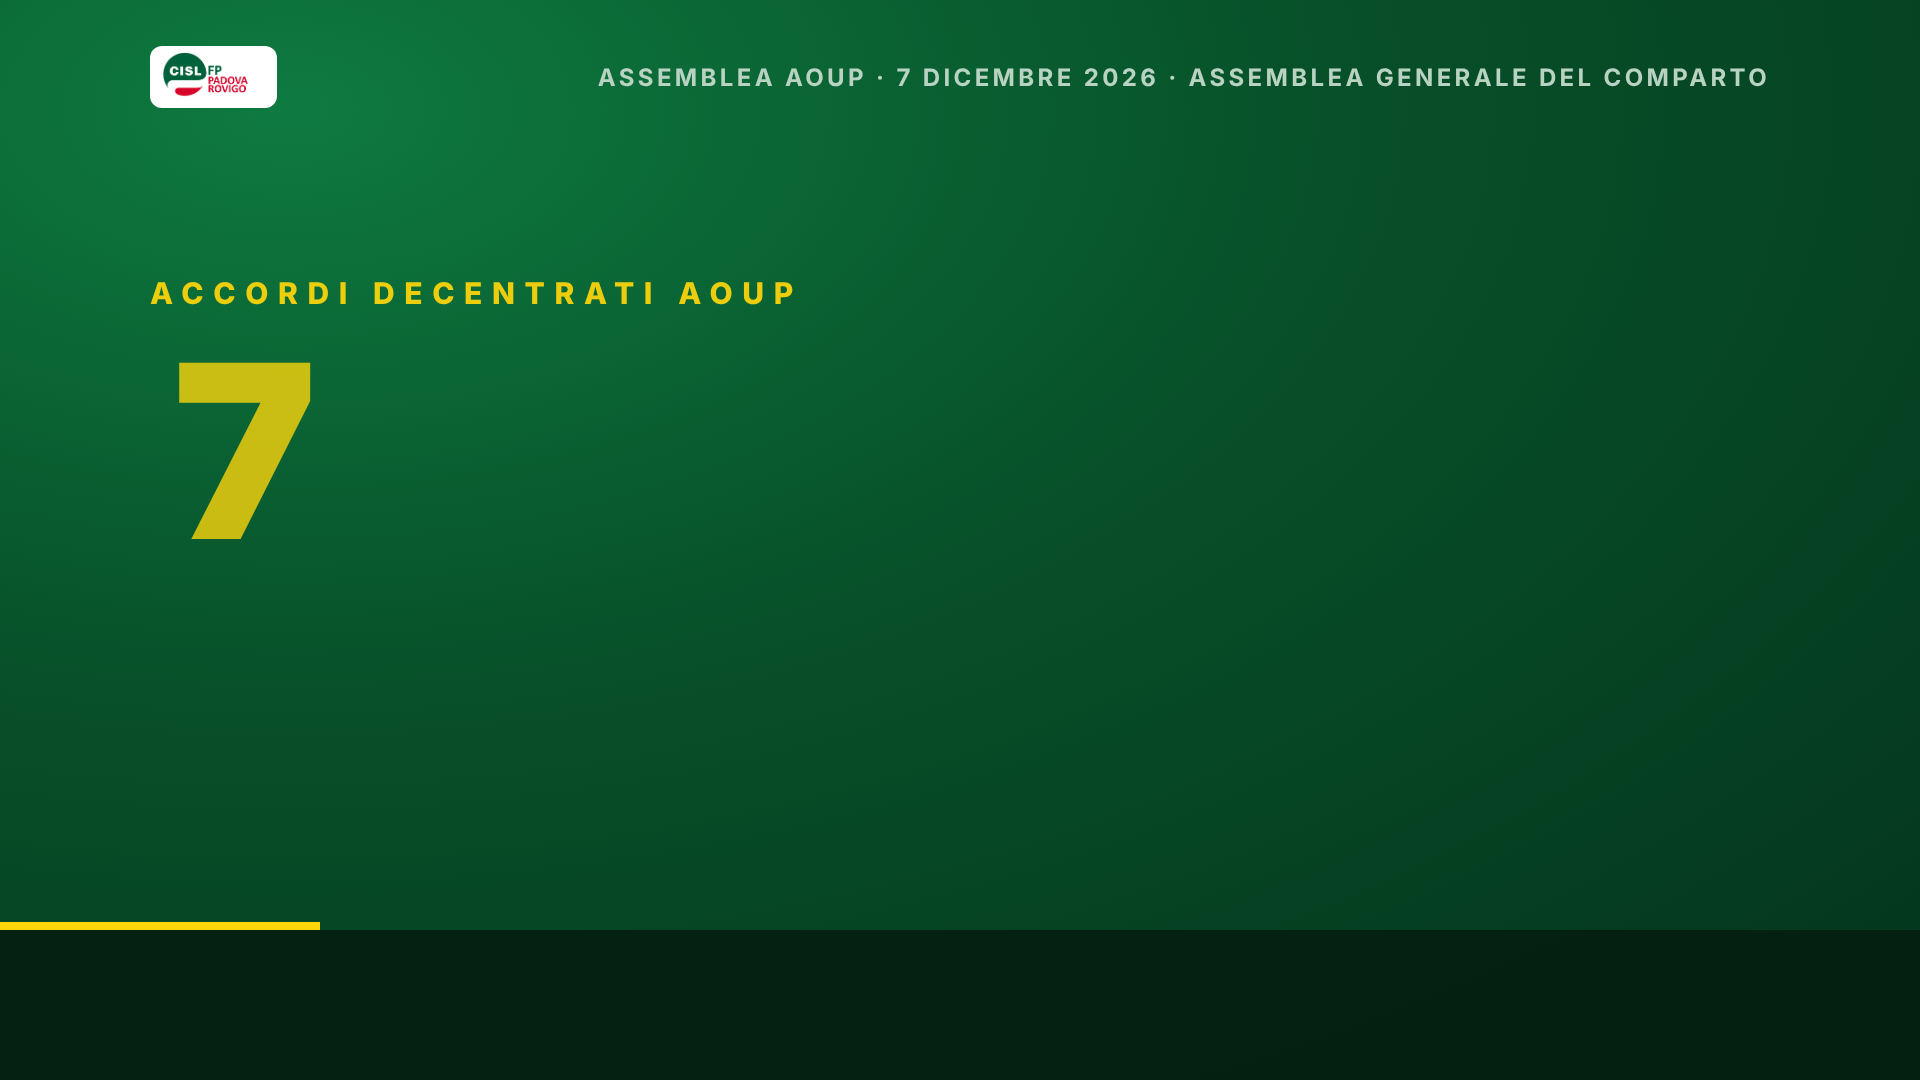 CISL FP
PADOVA
ROVIGO
ASSEMBLEA AOUP · 7 DICEMBRE 2026 · ASSEMBLEA GENERALE DEL COMPARTO
ACCORDI DECENTRATI AOUP
7